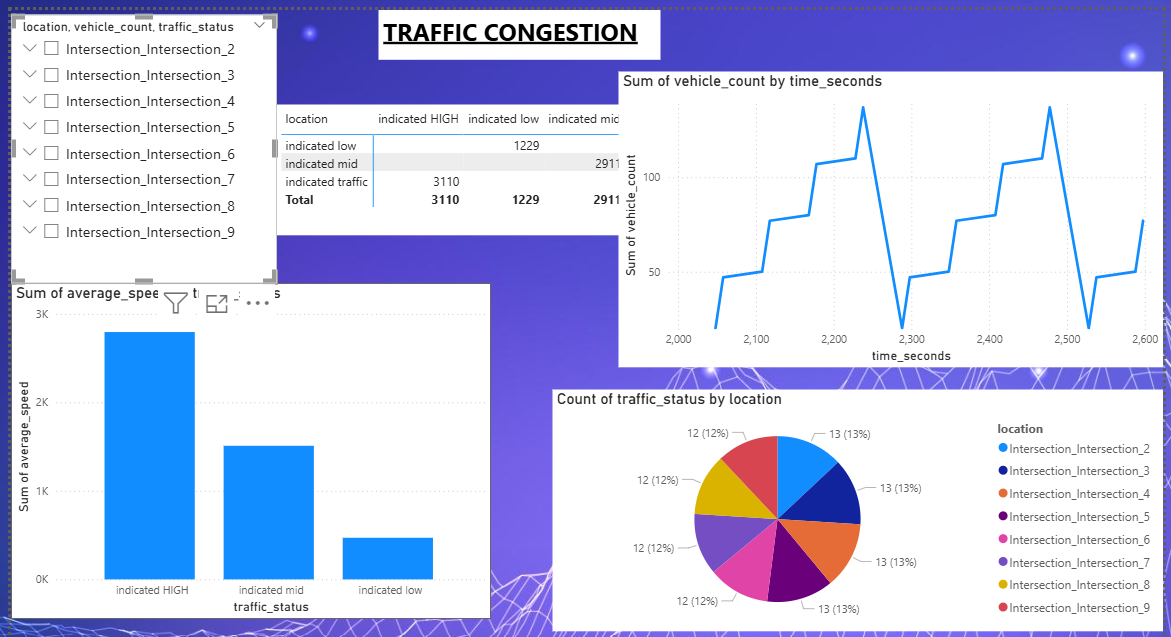 TRAFFIC CONGESTION
location, vehicle_count, traffic_status
Intersection_Intersection_2
Intersection_Intersection_3
Intersection_Intersection_4
Intersection_Intersection_5
Intersection_Intersection_6
Intersection_Intersection_7
Intersection_Intersection_8
Intersection_Intersection_9
location indicated HIGH indicated low indicated mid
indicated low 1229
indicated mid 2911
indicated traffic 3110
Total 3110 1229 2911
Sum of vehicle_count by time_seconds
Sum of vehicle_count
100
50
2,000 2,100 2,200 2,300 2,400 2,500 2,600
time_seconds
Sum of average_spee
3K
2K
1K
0K
Sum of average_speed
indicated HIGH indicated mid indicated low
traffic_status
Count of traffic_status by location
12 (12%) 13 (13%)
12 (12%) 13 (13%)
12 (12%) 13 (13%)
12 (12%) 13 (13%)
location
Intersection_Intersection_2
Intersection_Intersection_3
Intersection_Intersection_4
Intersection_Intersection_5
Intersection_Intersection_6
Intersection_Intersection_7
Intersection_Intersection_8
Intersection_Intersection_9